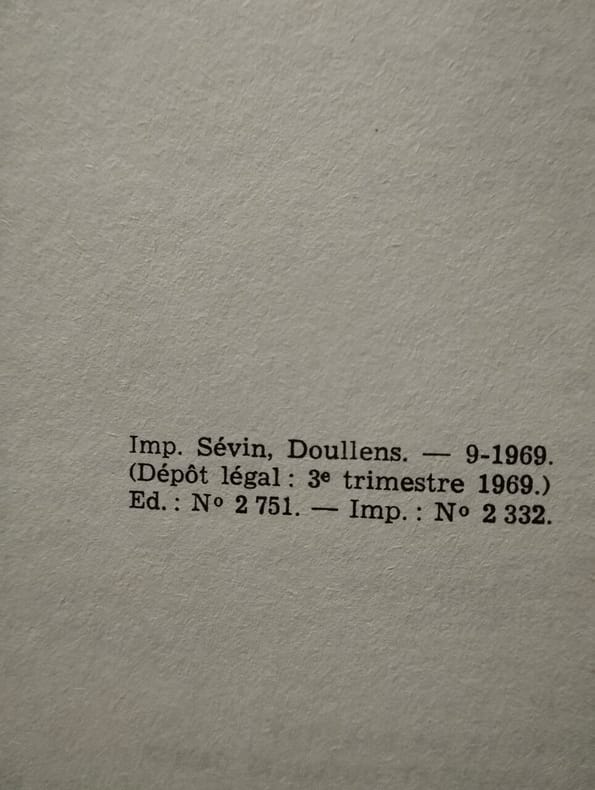 Imp. Sévin, Doullens. — 9-1969.
(Dépôt légal : 3e trimestre 1969.)
Ed. : No 2 751. — Imp. : No 2 332.